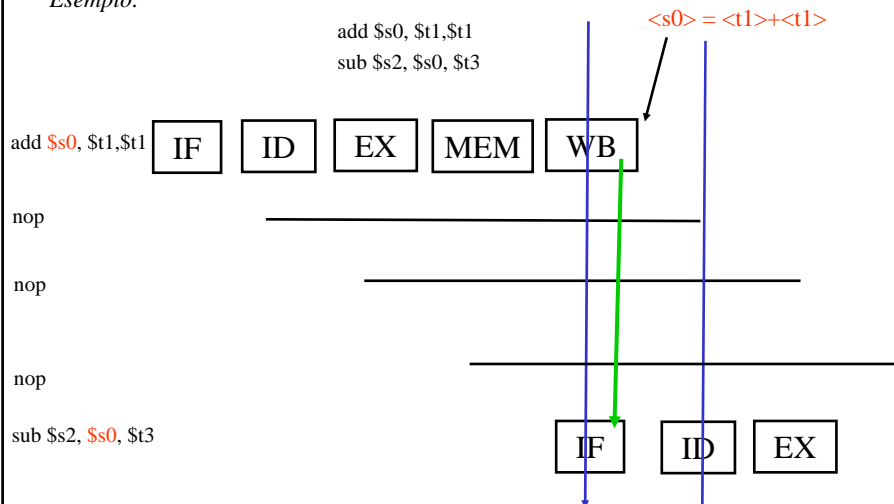 Esempio:
<s0> = <t1>+<t1>
add $s0, $t1,$t1
sub $s2, $s0, $t3
add $s0, $t1,$t1 IF ID EX MEM WB
nop
nop
nop
sub $s2, $s0, $t3 IF ID EX